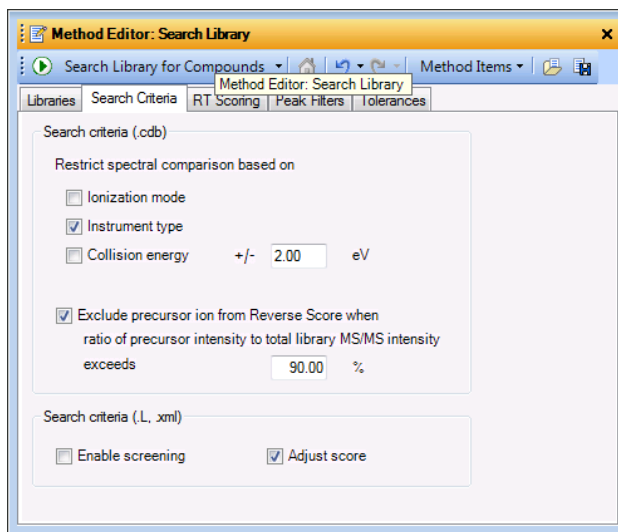 Method Editor: Search Library
Search Library for Compounds
Method Items
Method Editor: Search Library
Libraries
Search Criteria
RT Scoring
Peak Filters
Tolerances
Search criteria (.cdb)
Restrict spectral comparison based on
Ionization mode
Instrument type
Collision energy +/- 2.00 eV
Exclude precursor ion from Reverse Score when
ratio of precursor intensity to total library MS/MS intensity
exceeds 90.00 %
Search criteria (.L, .xml)
Enable screening
Adjust score